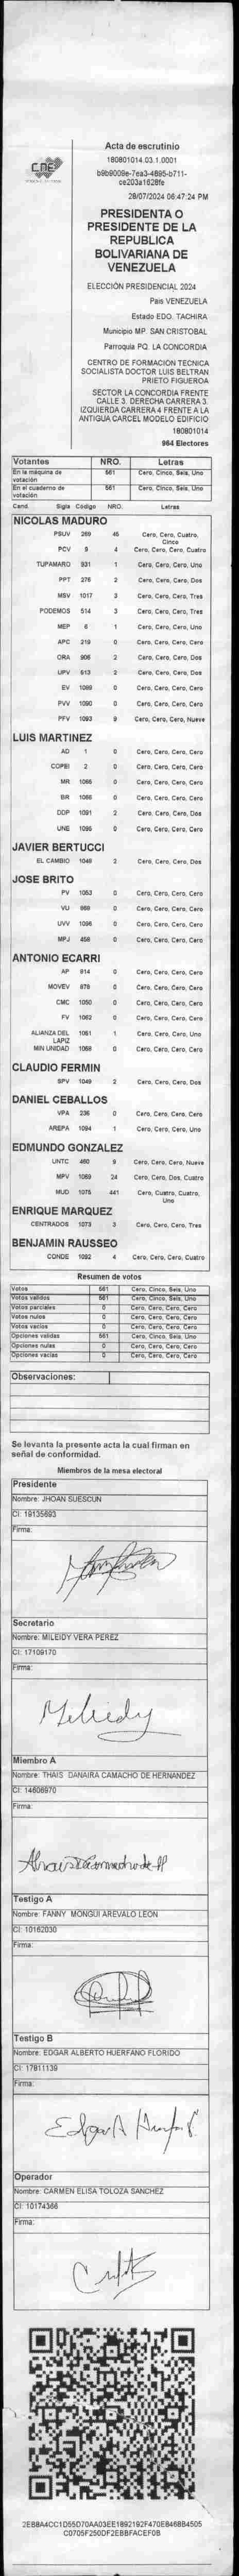 CNE
Acta de escrutinio
180801014.03.1.0001
b9b9009e-7ea3-4895-b711-
ce203a1628fe
28/07/2024 06:47:24 PM
PRESIDENTA O
PRESIDENTE DE LA
REPUBLICA
BOLIVARIANA DE
VENEZUELA
ELECCIÓN PRESIDENCIAL 2024
Pais VENEZUELA
Estado EDO. TACHIRA
Municipio MP. SAN CRISTOBAL
Parroquia PQ. LA CONCORDIA
CENTRO DE FORMACIÓN TECNICA
SOCIALISTA DOCTOR LUIS BELTRAN
PRIETO FIGUEROA
SECTOR LA CONCORDIA FRENTE
CALLE 3. DERECHA CARRERA 3.
IZQUIERDA CARRERA 4 FRENTE A LA
ANTIGUA CARCEL MODELO EDIFICIO
180801014
964 Electores
Votantes NRO. Letras
En la máquina de votación 561 Cero, Cinco, Seis, Uno
En el cuaderno de votación 561 Cero, Cinco, Seis, Uno
Cand. Sigla Código NRO. Letras
NICOLAS MADURO
PSUV 269 45 Cero, Cero, Cuatro, Cinco
PCV 9 4 Cero, Cero, Cero, Cuatro
TUPAMARO 931 1 Cero, Cero, Cero, Uno
PPT 276 2 Cero, Cero, Cero, Dos
MSV 1017 3 Cero, Cero, Cero, Tres
PODEMOS 514 3 Cero, Cero, Cero, Tres
MEP 6 1 Cero, Cero, Cero, Uno
APC 219 0 Cero, Cero, Cero, Cero
ORA 906 2 Cero, Cero, Cero, Dos
UPV 613 2 Cero, Cero, Cero, Dos
EV 1089 0 Cero, Cero, Cero, Cero
PVV 1090 0 Cero, Cero, Cero, Cero
PFV 1093 9 Cero, Cero, Cero, Nueve
LUIS MARTINEZ
AD 1 0 Cero, Cero, Cero, Cero
COPEI 2 0 Cero, Cero, Cero, Cero
MR 1066 0 Cero, Cero, Cero, Cero
BR 0 Cero, Cero, Cero, Cero
DDP 1091 2 Cero, Cero, Cero, Dos
UNE 1095 0 Cero, Cero, Cero, Cero
JAVIER BERTUCCI
EL CAMBIO 1048 2 Cero, Cero, Cero, Dos
JOSE BRITO
PV 1053 0 Cero, Cero, Cero, Cero
VU 0 Cero, Cero, Cero, Cero
UVV 0 Cero, Cero, Cero, Cero
MPJ 458 0 Cero, Cero, Cero, Cero
ANTONIO ECARRI
AP 914 0 Cero, Cero, Cero, Cero
MOVEV 978 0 Cero, Cero, Cero, Cero
CMC 1050 0 Cero, Cero, Cero, Cero
FV 1062 0 Cero, Cero, Cero, Cero
ALIANZA DEL LAPIZ 1061 1 Cero, Cero, Cero, Uno
MIN UNIDAD 1068 0 Cero, Cero, Cero, Cero
CLAUDIO FERMIN
SPV 1049 2 Cero, Cero, Cero, Dos
DANIEL CEBALLOS
VPA 236 0 Cero, Cero, Cero, Cero
AREPA 1094 1 Cero, Cero, Cero, Uno
EDMUNDO GONZALEZ
UNTC 460 9 Cero, Cero, Cero, Nueve
MPV 1069 24 Cero, Cero, Dos, Cuatro
MUD 1075 441 Cero, Cuatro, Cuatro, Uno
ENRIQUE MARQUEZ
CENTRADOS 1073 3 Cero, Cero, Cero, Tres
BENJAMIN RAUSSEO
CONDE 1092 4 Cero, Cero, Cero, Cuatro
Resumen de votos
Votos 561 Cero, Cinco, Seis, Uno
Votos validos 561 Cero, Cinco, Seis, Uno
Votos parciales 0 Cero, Cero, Cero, Cero
Votos nulos 0 Cero, Cero, Cero, Cero
Votos vacios 0 Cero, Cero, Cero, Cero
Opciones validas 561 Cero, Cinco, Seis, Uno
Opciones nulas 0 Cero, Cero, Cero, Cero
Opciones vacias 0 Cero, Cero, Cero, Cero
Observaciones:
Se levanta la presente acta la cual firman en
señal de conformidad.
Miembros de la mesa electoral
Presidente
Nombre: JHOAN SUESCUN
CI: 19135693
Firma:
Secretario
Nombre: MILEIDY VERA PEREZ
CI: 17109170
Firma:
Mileidy
Miembro A
Nombre: THAIS DANAIRA CAMACHO DE HERNANDEZ
CI: 14606970
Firma:
Testigo A
Nombre: FANNY MONGUI AREVALO LEON
CI: 10162030
Firma:
Testigo B
Nombre: EDGAR ALBERTO HUERFANO FLORIDO
CI: 17811139
Firma:
Operador
Nombre: CARMEN ELISA TOLOZA SANCHEZ
CI: 10174366
Firma:
2EB8A4CC1D55D70AA03EE1892192F470E8468B4505
C0705F250DF2EBBFACEF0B